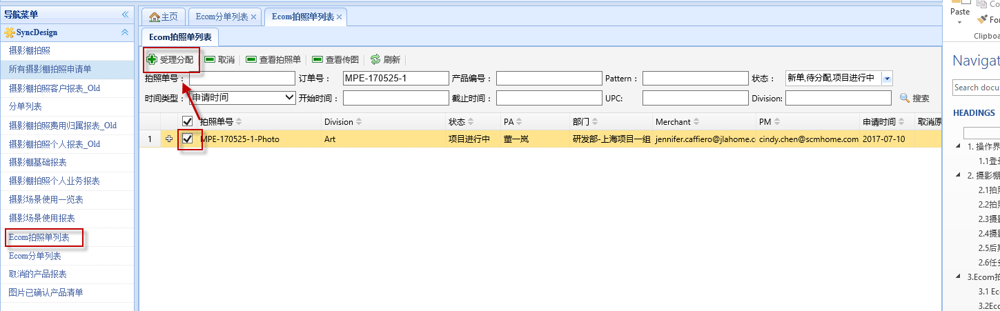 导航菜单
SyncDesign
摄影棚拍照
所有摄影棚拍照申请单
摄影棚拍照客户报表_Old
分单列表
摄影棚拍照费用归属报表_Old
摄影棚拍照个人报表_Old
摄影棚基础报表
摄影棚拍照个人业务报表
摄影场景使用一览表
摄影场景使用报表
Ecom拍照单列表
Ecom分单列表
取消的产品报表
图片已确认产品清单
主页 Ecom分单列表 Ecom拍照单列表
Ecom拍照单列表
受理分配 取消 查看拍照单 查看传图 刷新
拍照单号： 订单号： MPE-170525-1 产品编号： Pattern： 状态： 新单,待分配,项目进行中
时间类型： 申请时间 开始时间： 截止时间： UPC: Division: 搜索
拍照单号 Division 状态 PA 部门 Merchant PM 申请时间 取消原
1 MPE-170525-1-Photo Art 项目进行中 董一岚 研发部-上海项目一组 jennifer.caffiero@jlahome.cc cindy.chen@scmhome.com 2017-07-10
Paste
Co
For
Clipboa
Navigat
Search docu
HEADINGS
1. 操作界
1.1登录
2. 摄影棚
2.1拍照
2.2拍照
2.3摄影
2.4摄影
2.5后期
2.6任务
3.Ecom拍
3.1 Eco
3.2Eco